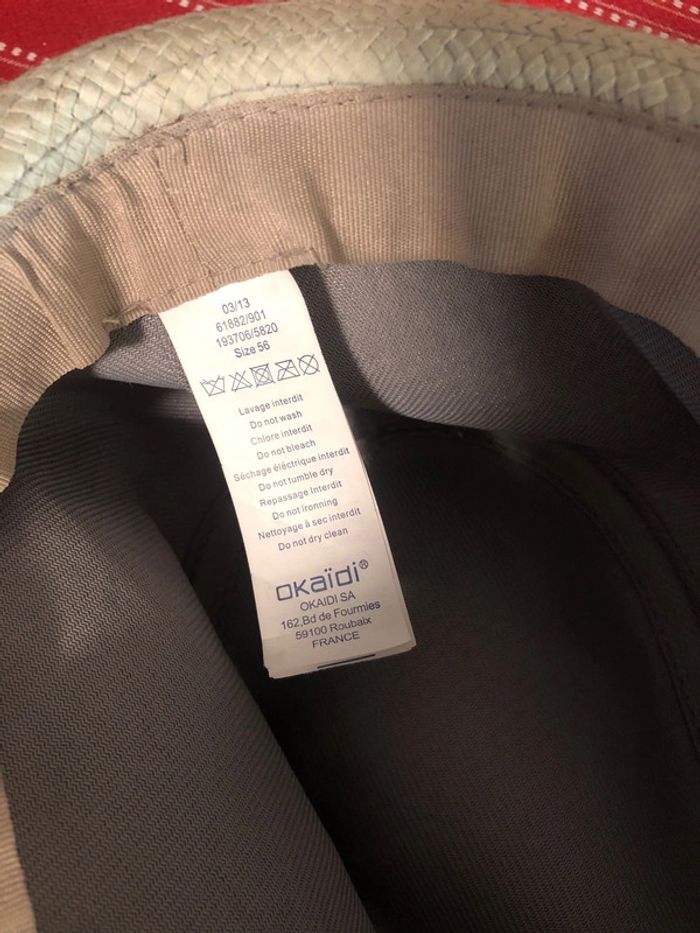 03/13
61882/901
193706/5820
Size 56
Lavage interdit
Do not wash
Chlore interdit
Do not bleach
Séchage éléctrique interdit
Do not tumble dry
Repassage Interdit
Do not ironning
Nettoyage à sec interdit
Do not dry clean
okaïdi®
OKAIDI SA
162,Bd de Fourmies
59100 Roubaix
FRANCE